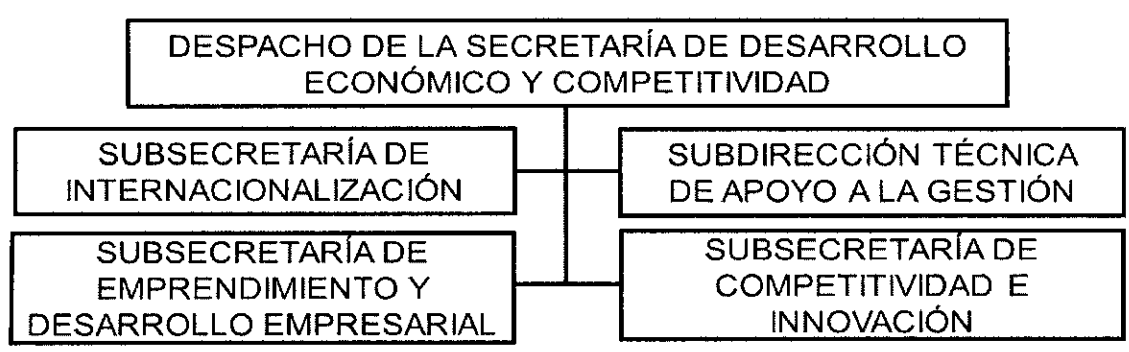 DESPACHO DE LA SECRETARÍA DE DESARROLLO
ECONÓMICO Y COMPETITIVIDAD
SUBSECRETARÍA DE
INTERNACIONALIZACIÓN
SUBDIRECCIÓN TÉCNICA
DE APOYO A LA GESTIÓN
SUBSECRETARÍA DE
EMPRENDIMIENTO Y
DESARROLLO EMPRESARIAL
SUBSECRETARÍA DE
COMPETITIVIDAD E
INNOVACIÓN